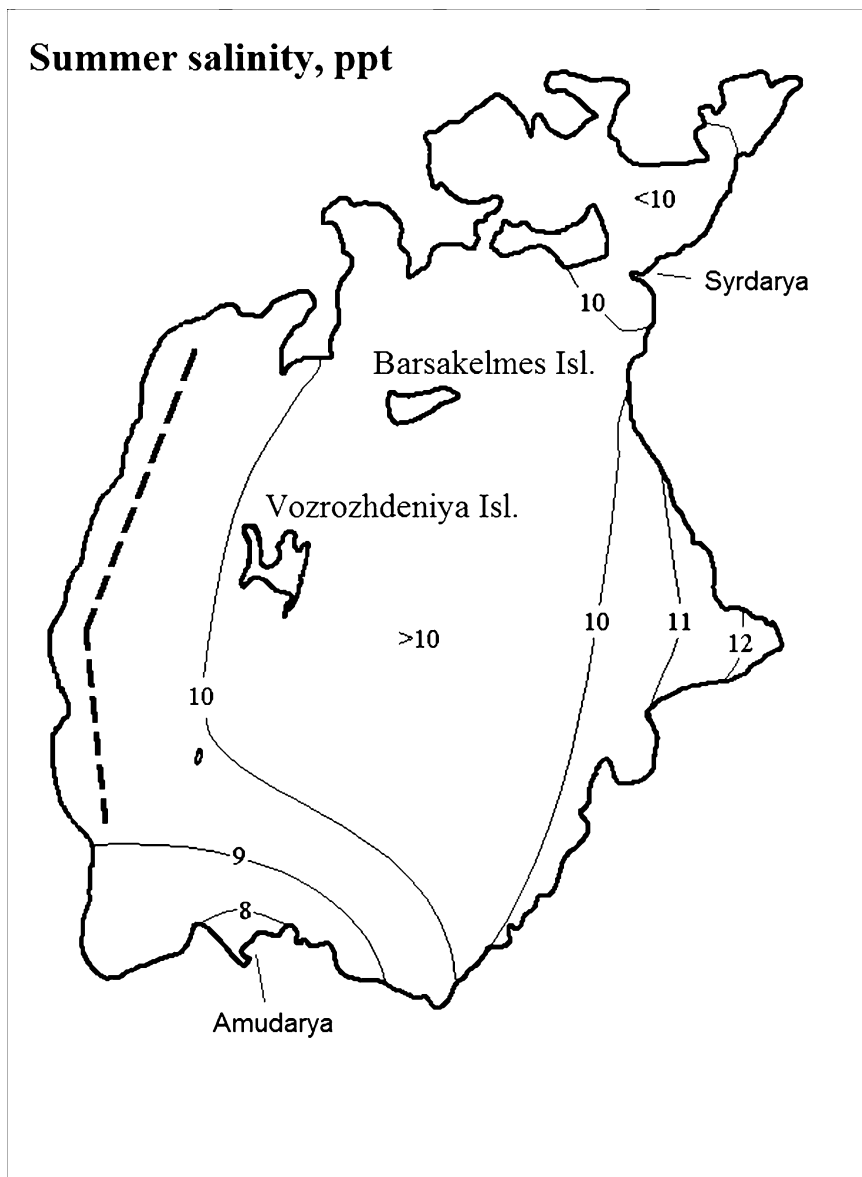 Summer salinity, ppt
<10
Syrdarya
10
Barsakelmes Isl.
Vozrozhdeniya Isl.
10
11
>10
12
10
9
8
Amudarya